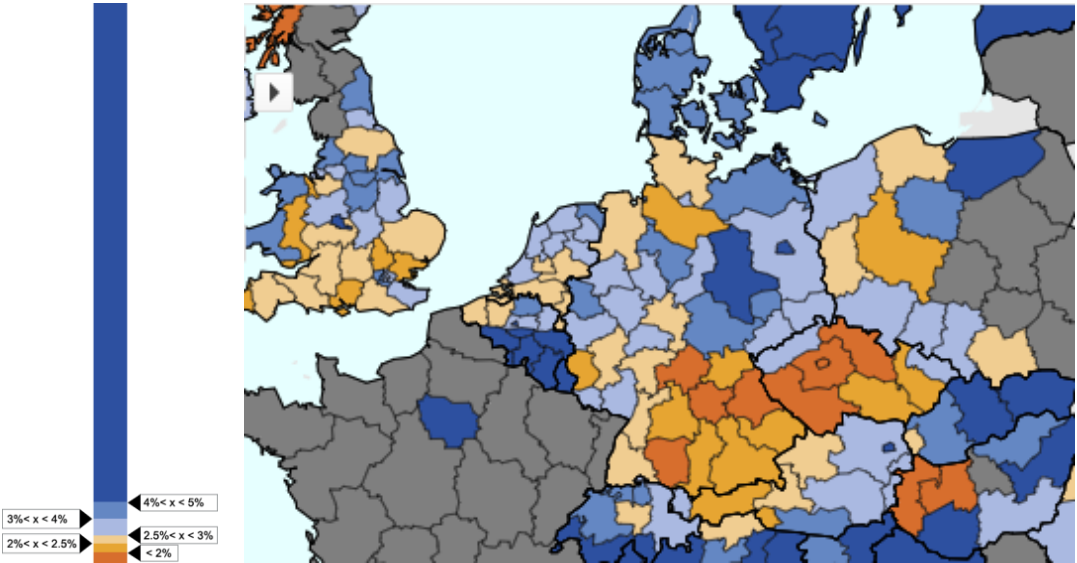 4%< x < 5%
3%< x < 4%
2.5%< x < 3%
2%< x < 2.5%
< 2%